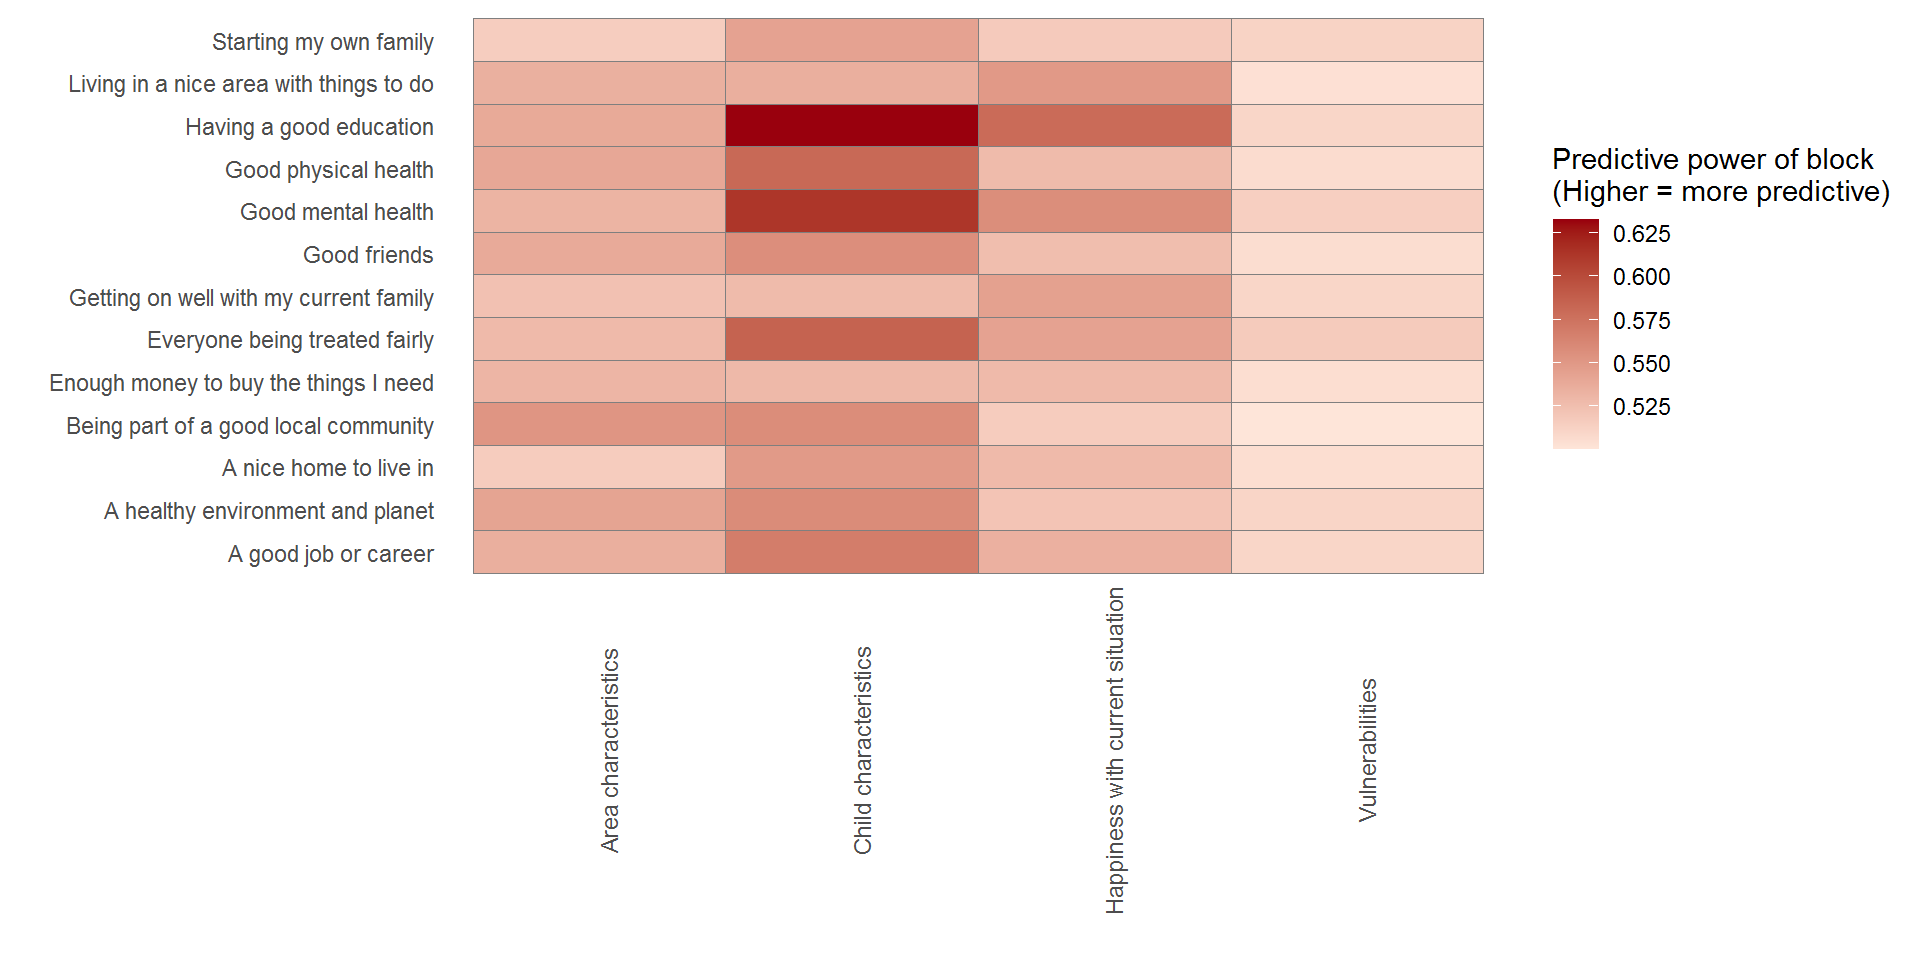 Starting my own family
Living in a nice area with things to do
Having a good education
Good physical health
Good mental health
Good friends
Getting on well with my current family
Everyone being treated fairly
Enough money to buy the things I need
Being part of a good local community
A nice home to live in
A healthy environment and planet
A good job or career
Area characteristics
Child characteristics
Happiness with current situation
Vulnerabilities
Predictive power of block
(Higher = more predictive)
0.625
0.600
0.575
0.550
0.525